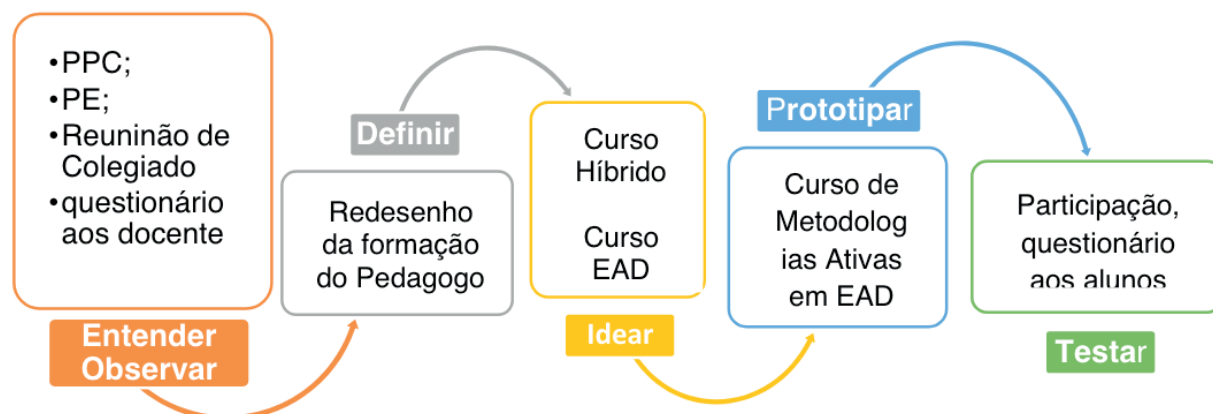 •PPC;
•PE;
•Reuninão de
Colegiado
•questionário
aos docente
Entender
Observar
Definir
Redesenho
da formação
do Pedagogo
Curso
Híbrido
Curso
EAD
Idear
Prototipar
Curso de
Metodolog
ias Ativas
em EAD
Participação,
questionário
aos alunos
Testar